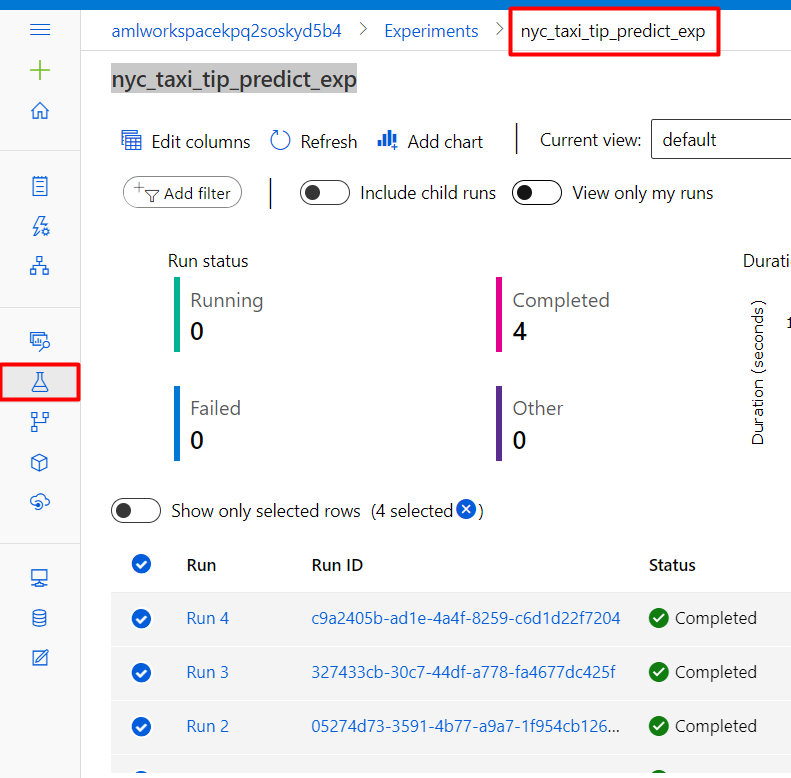 amlworkspacekpq2soskyd5b4 > Experiments > nyc_taxi_tip_predict_exp
nyc_taxi_tip_predict_exp
Edit columns Refresh Add chart Current view: default
Add filter Include child runs View only my runs
Run status Durati
Running Completed
0 4
Failed Other
0 0
Duration (seconds)
1
Show only selected rows (4 selected )
Run Run ID Status
Run 4 c9a2405b-ad1e-4a4f-8259-c6d1d22f7204 Completed
Run 3 327433cb-30c7-44df-a778-fa4677dc425f Completed
Run 2 05274d73-3591-4b77-a9a7-1f954cb126... Completed